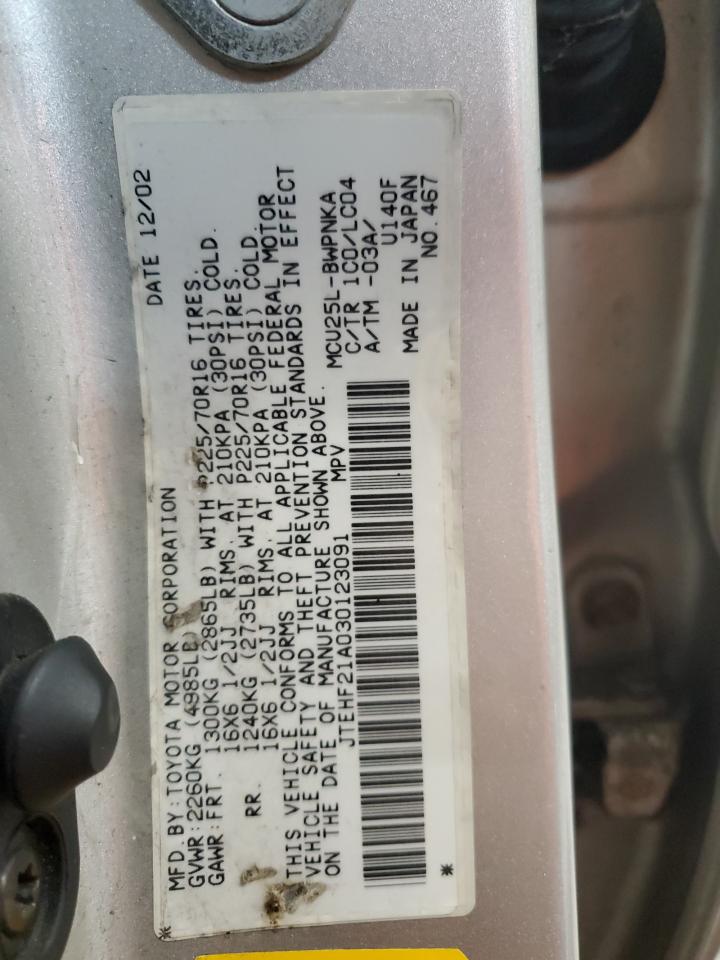 MFD. BY: TOYOTA MOTOR CORPORATION DATE 12/02
GVWR: 2260KG (4985LB)
GAWR: FRT. 1300KG (2865LB) WITH P225/70R16 TIRES.
16X6 1/2JJ RIMS. AT 210KPA (30PSI) COLD.
RR. 1240KG (2735LB) WITH P225/70R16 TIRES.
16X6 1/2JJ RIMS. AT 210KPA (30PSI) COLD.
THIS VEHICLE CONFORMS TO ALL APPLICABLE FEDERAL MOTOR
VEHICLE SAFETY AND THEFT PREVENTION STANDARDS IN EFFECT
ON THE DATE OF MANUFACTURE SHOWN ABOVE.
JTEHF21A030123091 MPV
MCU25L-BWPNKA
C/TR 1C0/LC04
A/TM -03A/
U140F
MADE IN JAPAN
NO. 467